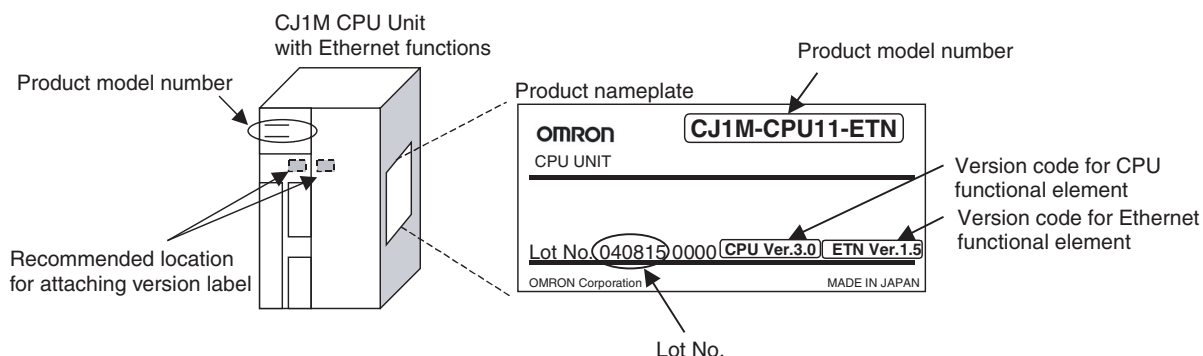 CJ1M CPU Unit
with Ethernet functions
Product model number
Product model number
Product nameplate
OMRON
CJ1M-CPU11-ETN
CPU UNIT
Version code for CPU
functional element
Version code for Ethernet
functional element
Lot No. 040815 0000 CPU Ver.3.0 ETN Ver.1.5
Recommended location
for attaching version label
OMRON Corporation MADE IN JAPAN
Lot No.